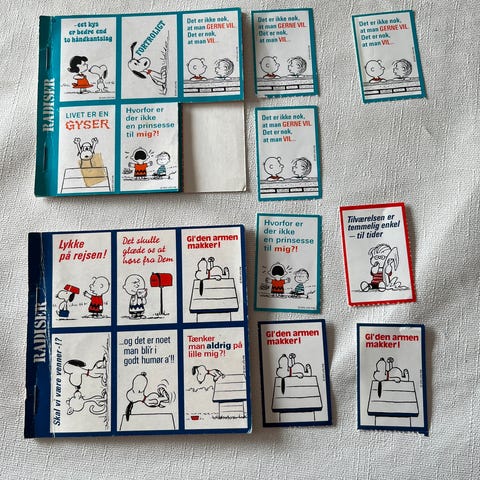 RADISER
..eet kys
er bedre end
to håndkantslag
FORTROLIGT
Det er ikke nok,
at man GERNE VIL.
Det er nok,
at man VIL...
Det er ikke nok,
at man GERNE VIL.
Det er nok,
at man VIL...
Det er ikke nok,
at man GERNE VIL.
Det er nok,
at man VIL...
LIVET ER EN
GYSER
Hvorfor er
der ikke
en prinsesse
til mig?!
Det er ikke nok,
at man GERNE VIL.
Det er nok,
at man VIL...
Hvorfor er
der ikke
en prinsesse
til mig?!
Tilværelsen er
temmelig enkel
– til tider
RADISER
Lykke
på rejsen!
Det skulle
glæde os at
høre fra Dem
Gi'den armen
makker!
Skal vi være venner!?
...og det er noet
man blir i
godt humør a'!!
Tænker
man aldrig på
lille mig?!
Gi'den armen
makker!
Gi'den armen
makker!